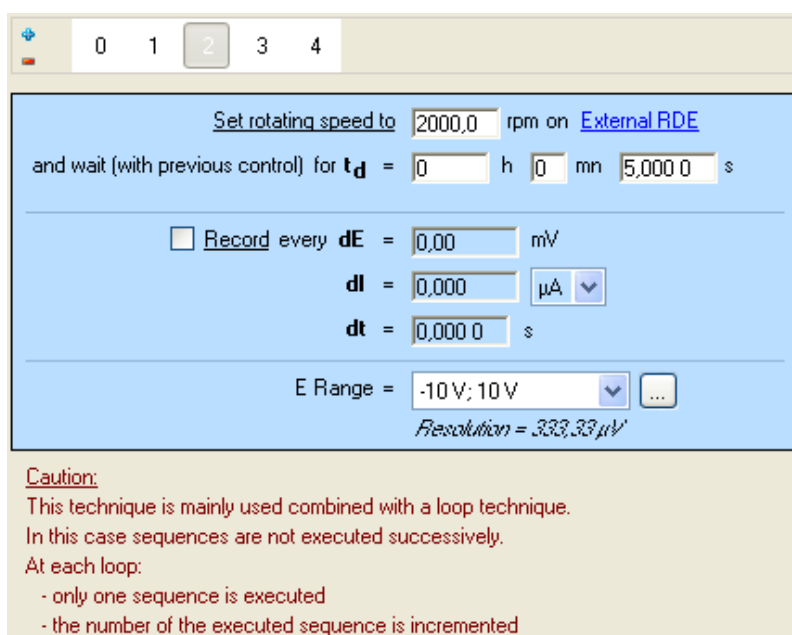 0 1 2 3 4
Set rotating speed to 2000,0 rpm on External RDE
and wait (with previous control) for td = 0 h 0 mn 5,000 0 s
Record every dE = 0,00 mV
dI = 0,000 µA
dt = 0,000 0 s
E Range = -10 V; 10 V ...
Resolution = 333,33 µV
Caution:
This technique is mainly used combined with a loop technique.
In this case sequences are not executed successively.
At each loop:
- only one sequence is executed
- the number of the executed sequence is incremented